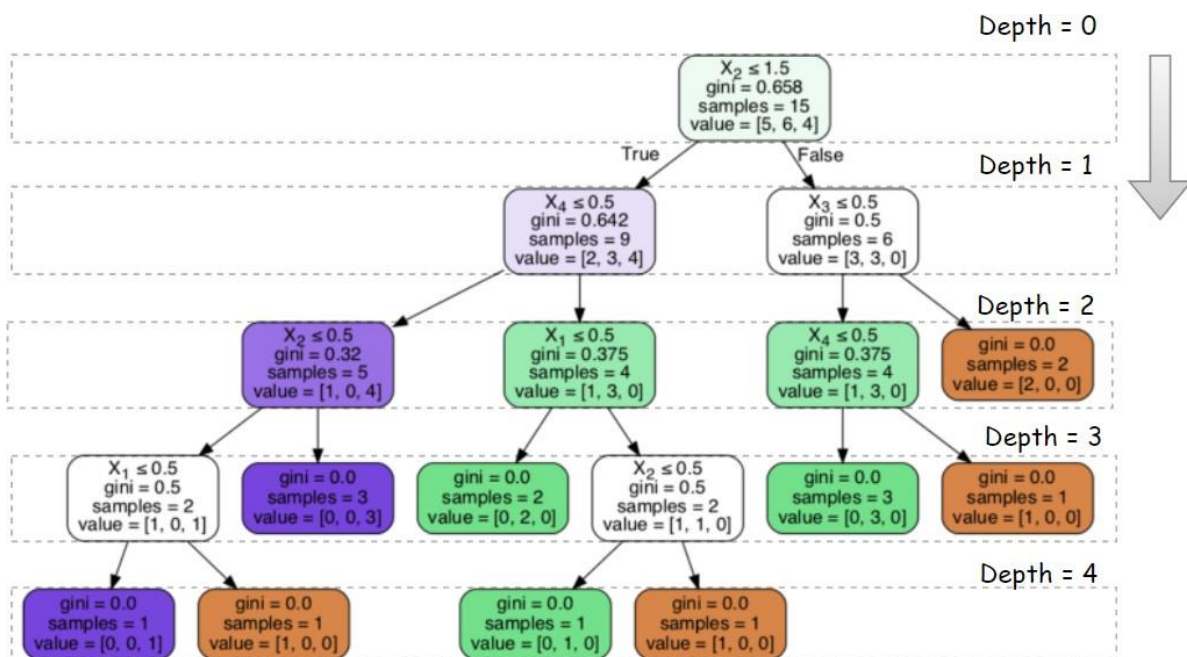 Depth = 0
X2 ≤ 1.5
gini = 0.658
samples = 15
value = [5, 6, 4]
True
False
Depth = 1
X4 ≤ 0.5
gini = 0.642
samples = 9
value = [2, 3, 4]
X3 ≤ 0.5
gini = 0.5
samples = 6
value = [3, 3, 0]
Depth = 2
X2 ≤ 0.5
gini = 0.32
samples = 5
value = [1, 0, 4]
X1 ≤ 0.5
gini = 0.375
samples = 4
value = [1, 3, 0]
X4 ≤ 0.5
gini = 0.375
samples = 4
value = [1, 3, 0]
gini = 0.0
samples = 2
value = [2, 0, 0]
Depth = 3
X1 ≤ 0.5
gini = 0.5
samples = 2
value = [1, 0, 1]
gini = 0.0
samples = 3
value = [0, 0, 3]
gini = 0.0
samples = 2
value = [0, 2, 0]
X2 ≤ 0.5
gini = 0.5
samples = 2
value = [1, 1, 0]
gini = 0.0
samples = 3
value = [0, 3, 0]
gini = 0.0
samples = 1
value = [1, 0, 0]
Depth = 4
gini = 0.0
samples = 1
value = [0, 0, 1]
gini = 0.0
samples = 1
value = [1, 0, 0]
gini = 0.0
samples = 1
value = [0, 1, 0]
gini = 0.0
samples = 1
value = [1, 0, 0]